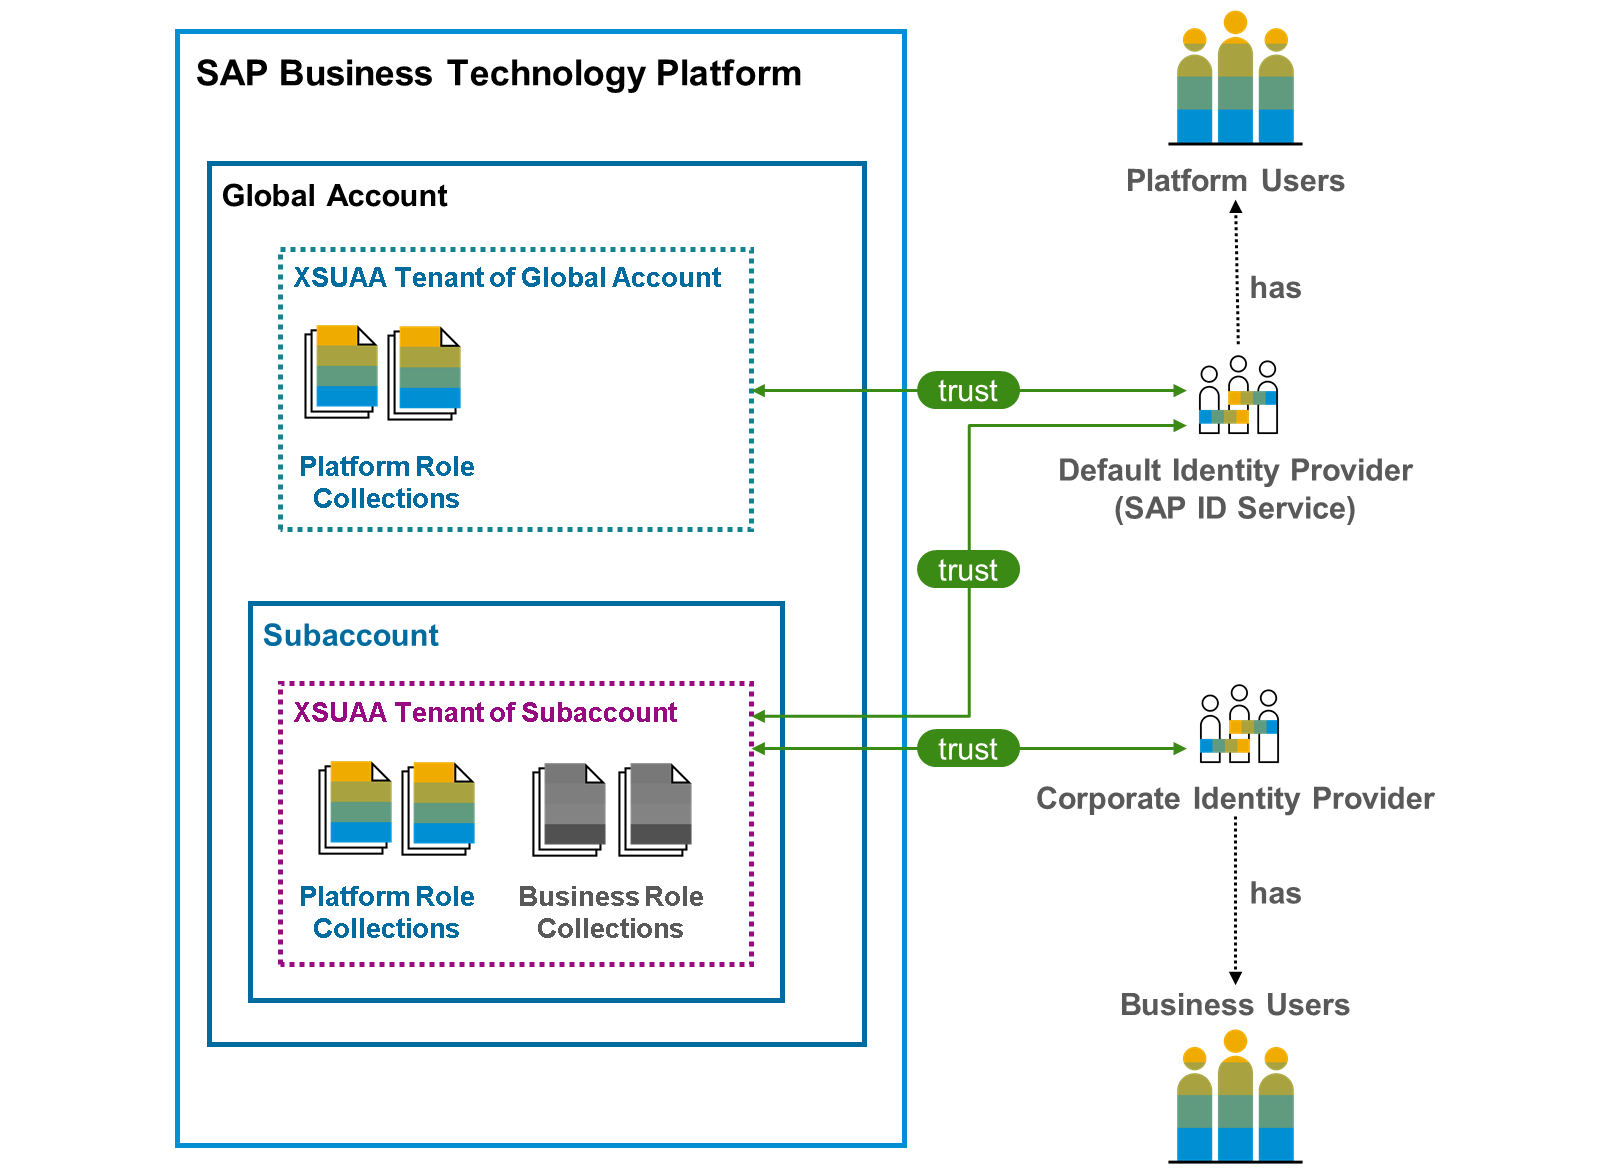 SAP Business Technology Platform
Global Account
XSUAA Tenant of Global Account
Platform Role
Collections
Subaccount
XSUAA Tenant of Subaccount
Platform Role
Collections
Business Role
Collections
trust
trust
trust
Platform Users
has
Default Identity Provider
(SAP ID Service)
Corporate Identity Provider
has
Business Users